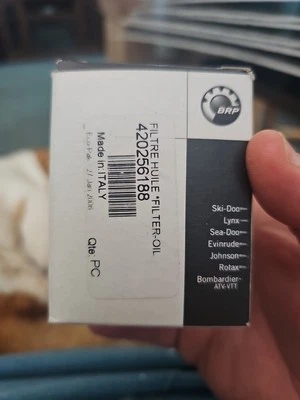 FILTRE HUILE *FILTER-OIL
420256188
Made in: ITALY
Qte. PC
BRP
Ski-Doo
Lynx
Sea-Doo
Evinrude
Johnson
Rotax
Bombardier
ATV-VTT